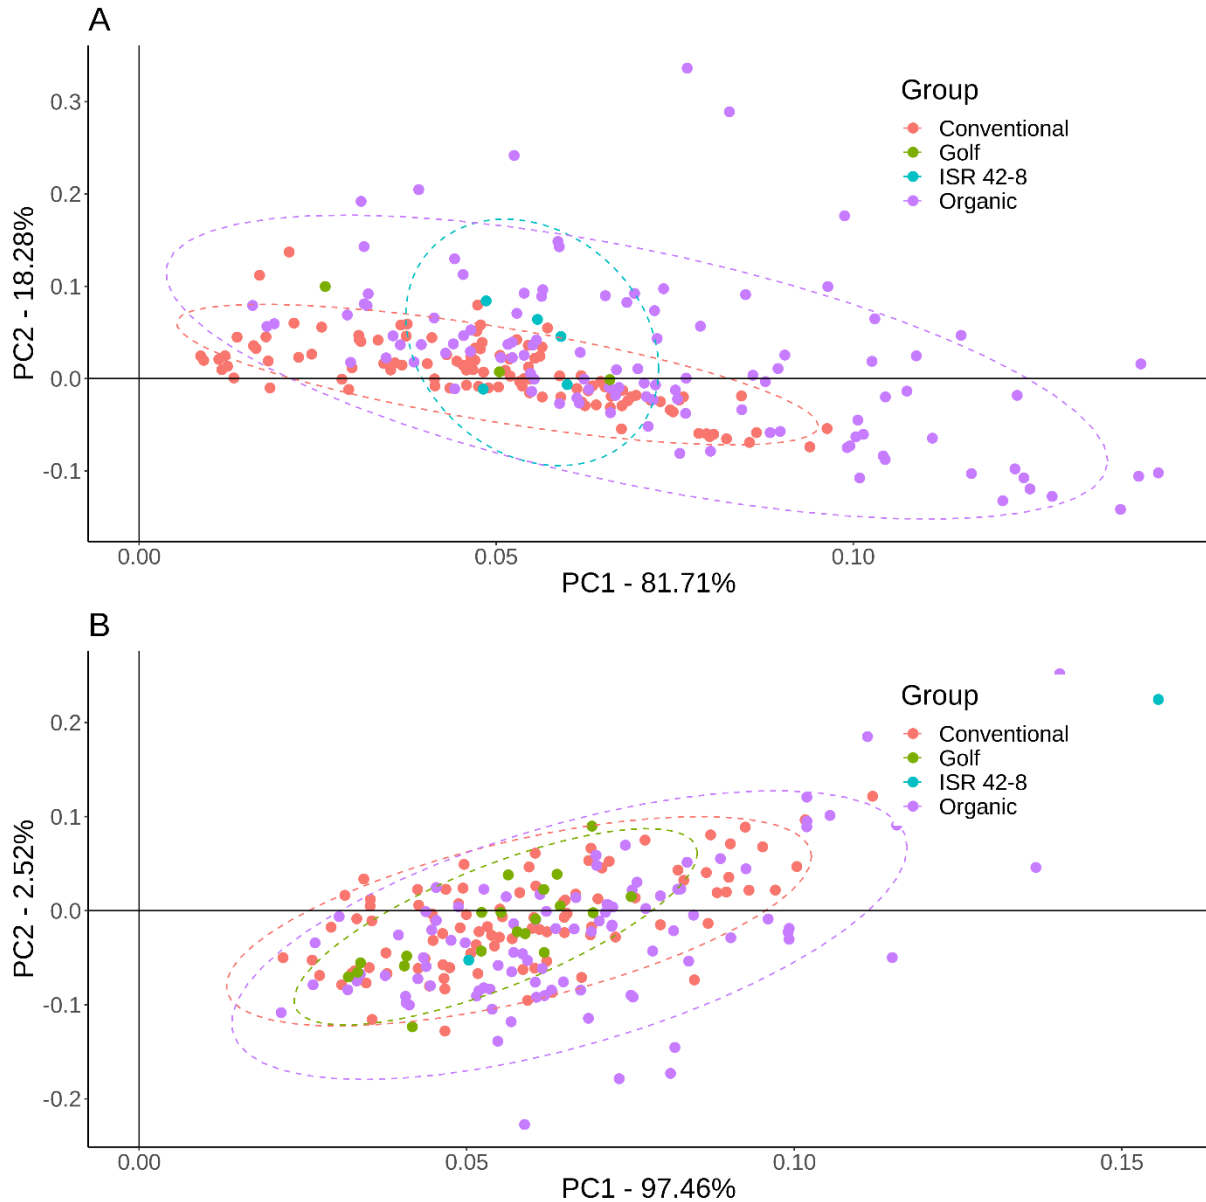 A
0.3
0.2
0.1
0.0
-0.1
PC2 - 18.28%
Group
Conventional
Golf
ISR 42-8
Organic
0.00 0.05 0.10
PC1 - 81.71%
B
0.2
0.1
0.0
-0.1
-0.2
PC2 - 2.52%
Group
Conventional
Golf
ISR 42-8
Organic
0.00 0.05 0.10 0.15
PC1 - 97.46%